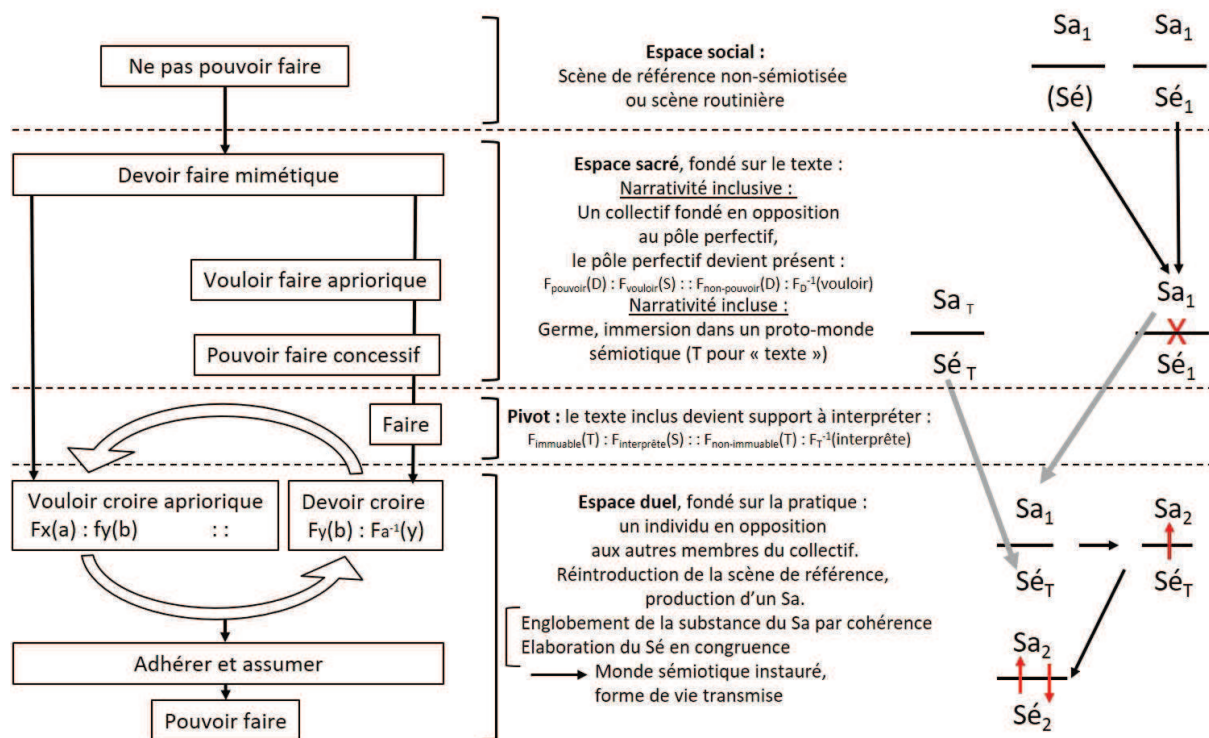 Ne pas pouvoir faire
Espace social :
Scène de référence non-sémiotisée
ou scène routinière
Sa1 Sa1
(Sé) Sé1
Devoir faire mimétique
Vouloir faire apriorique
Pouvoir faire concessif
Espace sacré, fondé sur le texte :
Narrativité inclusive :
Un collectif fondé en opposition
au pôle perfectif,
le pôle perfectif devient présent :
Fpouvoir(D) : Fvouloir(S) : : Fnon-pouvoir(D) : FD-1(vouloir)
Narrativité incluse :
Germe, immersion dans un proto-monde
sémiotique (T pour « texte »)
Sa T
Sé T
Sa1
X
Sé1
Faire
Pivot : le texte inclus devient support à interpréter :
Fimmuable(T) : Finterprète(S) : : Fnon-immuable(T) : FT-1(interprète)
Vouloir croire apriorique
Fx(a) : fy(b) : :
Devoir croire
Fy(b) : Fa-1(y)
Adhérer et assumer
Pouvoir faire
Espace duel, fondé sur la pratique :
un individu en opposition
aux autres membres du collectif.
Réintroduction de la scène de référence,
production d’un Sa.
Englobement de la substance du Sa par cohérence
Elaboration du Sé en congruence
Monde sémiotique instauré,
forme de vie transmise
Sa1 Sa2
SéT SéT
Sa2
Sé2